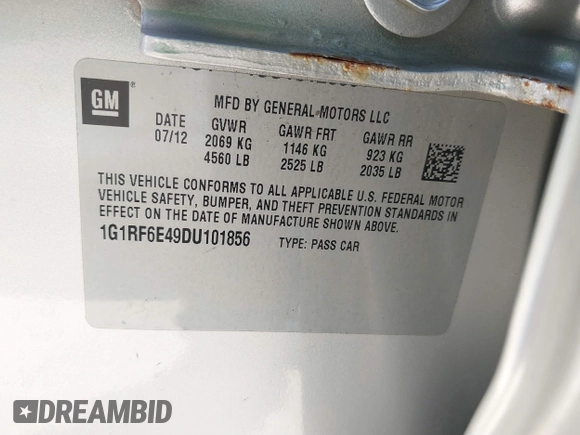 GM
MFD BY GENERAL MOTORS LLC
DATE GVWR GAWR FRT GAWR RR
07/12 2069 KG 1146 KG 923 KG
4560 LB 2525 LB 2035 LB
THIS VEHICLE CONFORMS TO ALL APPLICABLE U.S. FEDERAL MOTOR
VEHICLE SAFETY, BUMPER, AND THEFT PREVENTION STANDARDS IN
EFFECT ON THE DATE OF MANUFACTURE SHOWN ABOVE.
1G1RF6E49DU101856 TYPE: PASS CAR
DREAMBID